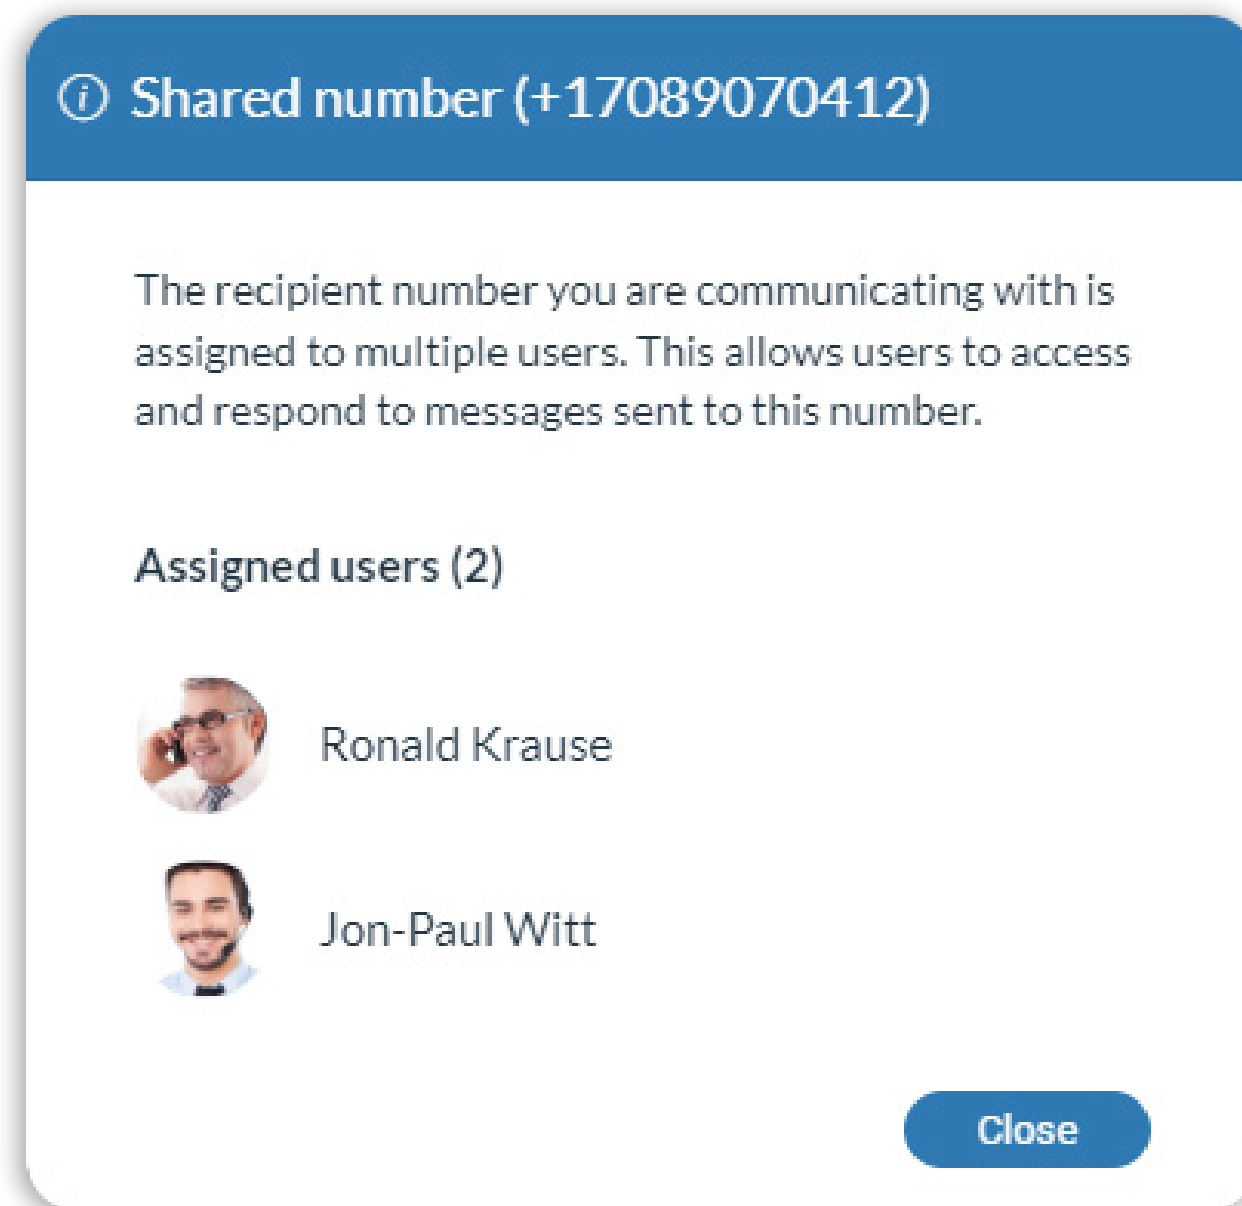 Shared number (+17089070412)
The recipient number you are communicating with is
assigned to multiple users. This allows users to access
and respond to messages sent to this number.
Assigned users (2)
Ronald Krause
Jon-Paul Witt
Close